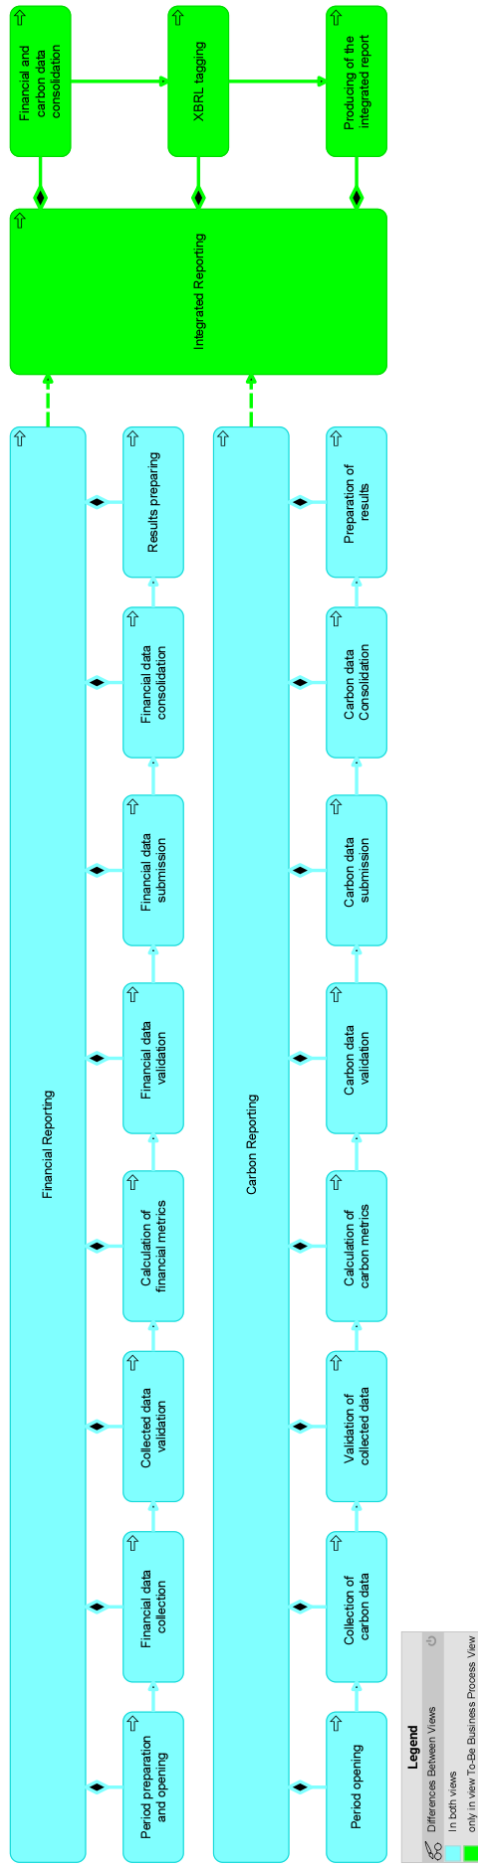 Financial Reporting
Period preparation
and opening
Financial data
collection
Collected data
validation
Calculation of
financial metrics
Financial data
validation
Financial data
submission
Financial data
consolidation
Results preparing
Carbon Reporting
Period opening
Collection of
carbon data
Validation of
collected data
Calculation of
carbon metrics
Carbon data
validation
Carbon data
submission
Carbon data
Consolidation
Preparation of
results
Integrated Reporting
Financial and
carbon data
consolidation
XBRL tagging
Producing of the
integrated report
Legend
Differences Between Views
In both views
only in view To-Be Business Process View